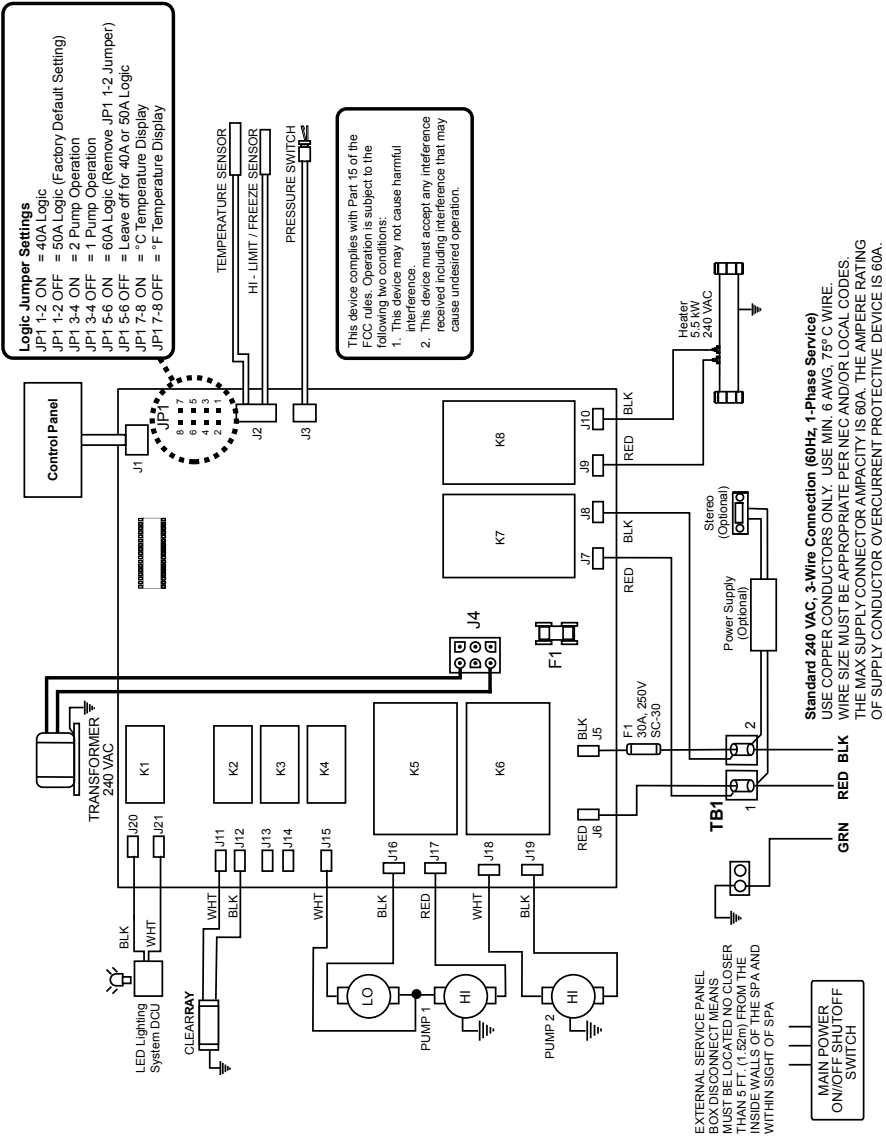 Logic Jumper Settings
JP1 1-2 ON = 40A Logic
JP1 1-2 OFF = 50A Logic (Factory Default Setting)
JP1 3-4 ON = 2 Pump Operation
JP1 3-4 OFF = 1 Pump Operation
JP1 5-6 ON = 60A Logic (Remove JP1 1-2 Jumper)
JP1 5-6 OFF = Leave off for 40A or 50A Logic
JP1 7-8 ON = °C Temperature Display
JP1 7-8 OFF = °F Temperature Display
Control Panel
J1
JP1
8 7
6 5
4 3
2 1
J2
J3
TEMPERATURE SENSOR
HI - LIMIT / FREEZE SENSOR
PRESSURE SWITCH
This device complies with Part 15 of the
FCC rules. Operation is subject to the
following two conditions:
1. This device may not cause harmful
interference.
2. This device must accept any interference
received including interference that may
cause undesired operation.
TRANSFORMER
240 VAC
J4
F1
K1
K2
K3
K4
K5
K6
K7
K8
J20
J21
J11
J12
J13
J14
J15
J16
J17
J18
J19
BLK
WHT
WHT
BLK
WHT
BLK
RED
WHT
BLK
LED Lighting
System DCU
CLEARRAY
LO
HI
PUMP 1
HI
PUMP 2
RED
J6
BLK
J5
F1
30A, 250V
SC-30
J7
J8
J9
J10
RED
BLK
RED
BLK
Heater
5.5 kW
240 VAC
Stereo
(Optional)
Power Supply
(Optional)
TB1
1
2
GRN
RED
BLK
Standard 240 VAC, 3-Wire Connection (60Hz, 1-Phase Service)
USE COPPER CONDUCTORS ONLY. USE MIN. 6 AWG, 75° C WIRE.
WIRE SIZE MUST BE APPROPRIATE PER NEC AND/OR LOCAL CODES.
THE MAX SUPPLY CONNECTOR AMPACITY IS 60A. THE AMPERE RATING
OF SUPPLY CONDUCTOR OVERCURRENT PROTECTIVE DEVICE IS 60A.
EXTERNAL SERVICE PANEL
BOX DISCONNECT MEANS
MUST BE LOCATED NO CLOSER
THAN 5 FT. (1.52m) FROM THE
INSIDE WALLS OF THE SPA AND
WITHIN SIGHT OF SPA
MAIN POWER
ON//OFF SHUTOFF
SWITCH